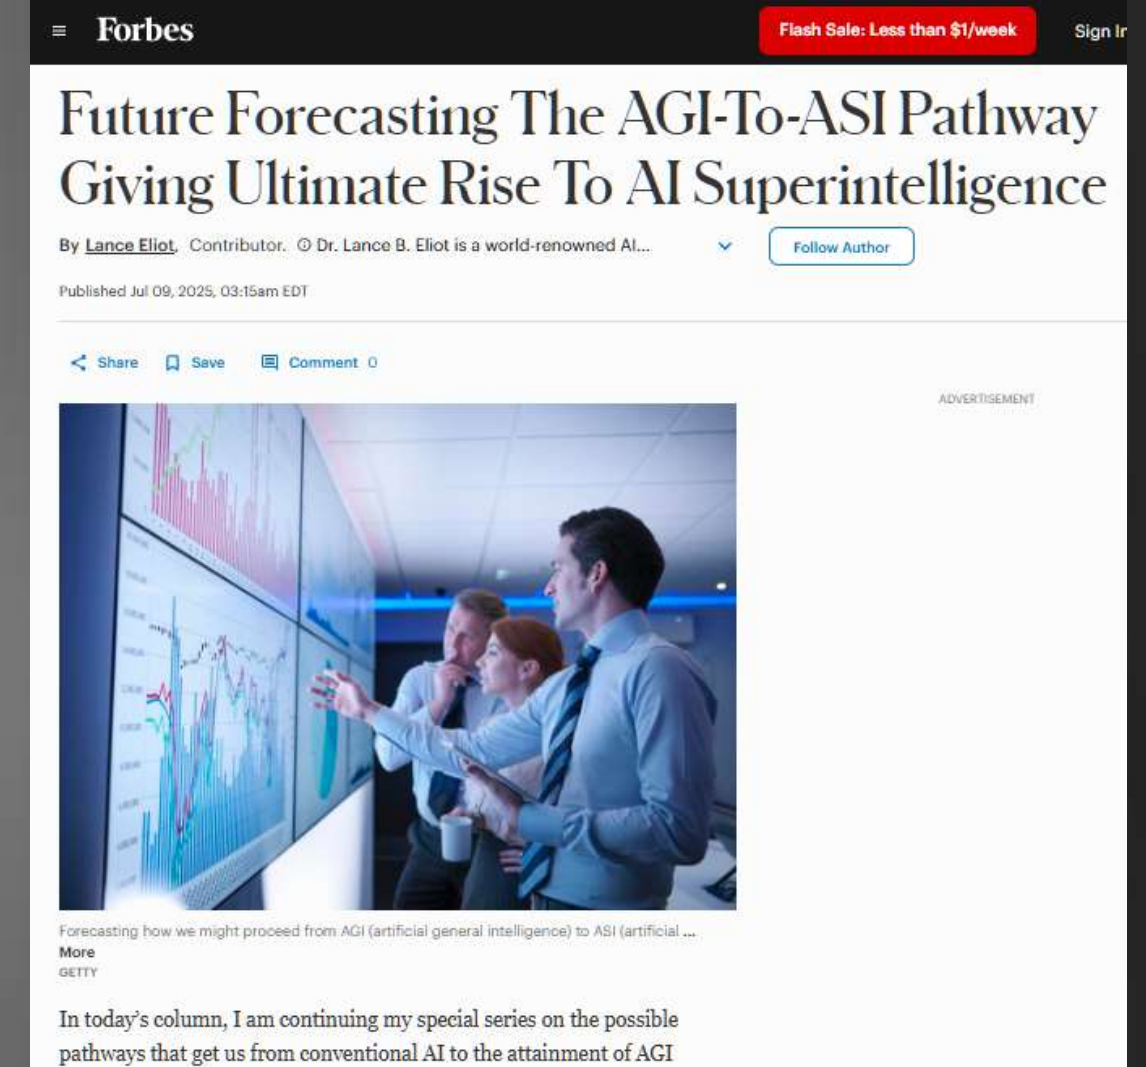 Forbes
Flash Sale: Less than $1/week
Sign In
Future Forecasting The AGI-To-ASI Pathway
Giving Ultimate Rise To AI Superintelligence
By Lance Eliot, Contributor. Dr. Lance B. Eliot is a world-renowned AI...
Follow Author
Published Jul 09, 2025, 03:15am EDT
Share
Save
Comment 0
ADVERTISEMENT
Forecasting how we might proceed from AGI (artificial general intelligence) to ASI (artificial ...
More
GETTY
In today's column, I am continuing my special series on the possible
pathways that get us from conventional AI to the attainment of AGI